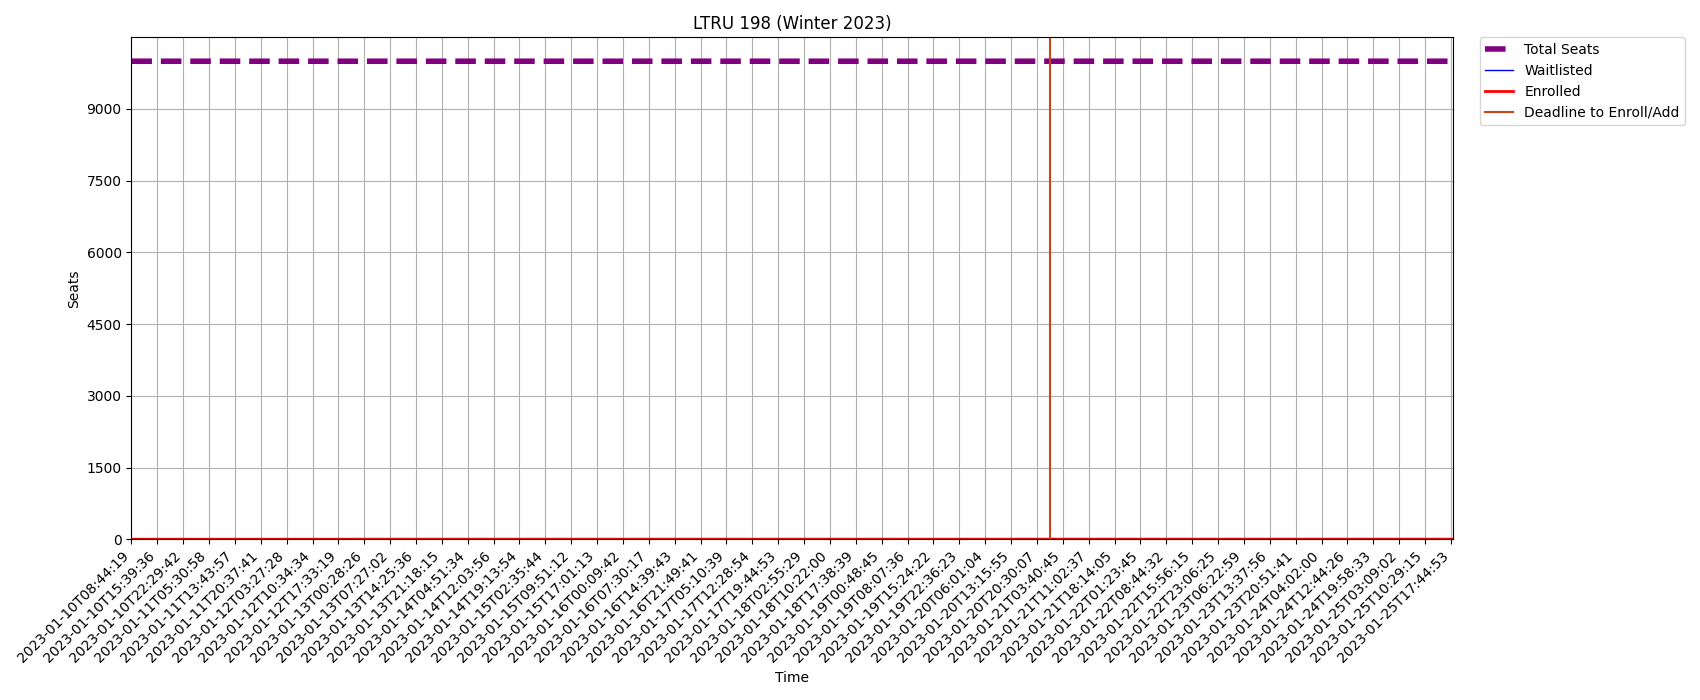 LTRU 198 (Winter 2023)
Total Seats
Waitlisted
Enrolled
Deadline to Enroll/Add
Seats
9000
7500
6000
4500
3000
1500
0
2023-01-10T08:44:19
2023-01-10T15:39:36
2023-01-10T22:29:42
2023-01-11T05:30:58
2023-01-11T13:43:57
2023-01-11T20:37:41
2023-01-12T03:27:28
2023-01-12T10:34:34
2023-01-12T17:33:19
2023-01-13T00:28:26
2023-01-13T07:27:02
2023-01-13T14:25:36
2023-01-13T21:18:15
2023-01-14T04:51:34
2023-01-14T12:03:56
2023-01-14T19:13:54
2023-01-15T02:35:44
2023-01-15T09:51:12
2023-01-15T17:01:13
2023-01-16T00:09:42
2023-01-16T07:30:17
2023-01-16T14:39:43
2023-01-16T21:49:41
2023-01-17T05:10:39
2023-01-17T12:28:54
2023-01-17T19:44:53
2023-01-18T02:55:29
2023-01-18T10:22:00
2023-01-18T17:38:39
2023-01-19T00:48:45
2023-01-19T08:07:36
2023-01-19T15:24:22
2023-01-19T22:36:23
2023-01-20T06:01:04
2023-01-20T13:15:55
2023-01-20T20:30:07
2023-01-21T03:40:45
2023-01-21T11:02:37
2023-01-21T18:14:05
2023-01-22T01:23:45
2023-01-22T08:44:32
2023-01-22T15:56:15
2023-01-22T23:06:25
2023-01-23T06:22:59
2023-01-23T13:37:56
2023-01-23T20:51:41
2023-01-24T04:02:00
2023-01-24T12:44:26
2023-01-24T19:58:33
2023-01-25T03:09:02
2023-01-25T10:29:15
2023-01-25T17:44:53
Time